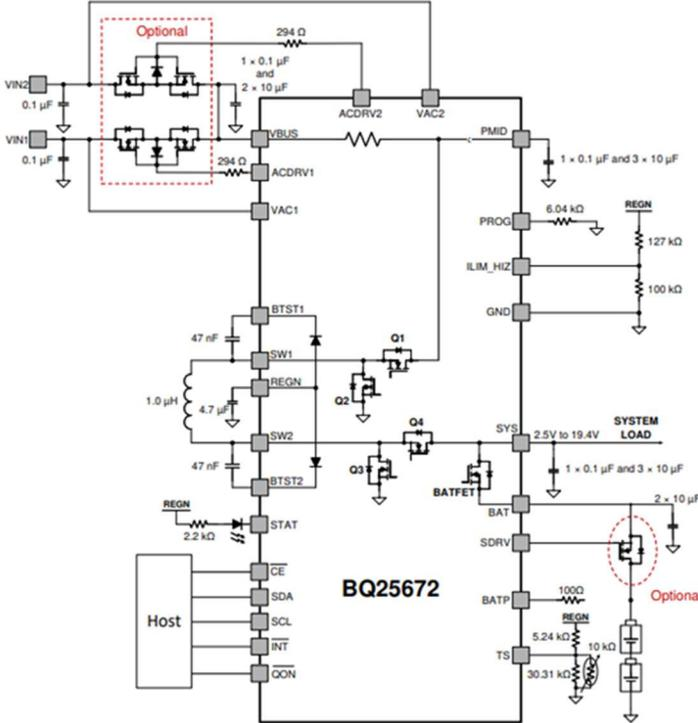 Optional
294 Ω
1 × 0.1 µF
and
2 × 10 µF
VIN2
0.1 µF
ACDRV2
VAC2
VIN1
0.1 µF
VBUS
PMID
1 × 0.1 µF and 3 × 10 µF
294 Ω
ACDRV1
VAC1
PROG
6.04 kΩ
REGN
127 kΩ
ILIM_HIZ
100 kΩ
GND
BTST1
47 nF
SW1
Q1
REGN
1.0 µH
4.7 µF
Q2
SW2
Q4
SYS
2.5V to 19.4V
SYSTEM
LOAD
47 nF
Q3
BATFET
1 × 0.1 µF and 3 × 10 µF
BTST2
REGN
2.2 kΩ
STAT
BAT
2 × 10 µF
SDRV
Optional
Host
CE
SDA
SCL
INT
QON
BQ25672
BATP
100Ω
REGN
5.24 kΩ
10 kΩ
TS
30.31 kΩ